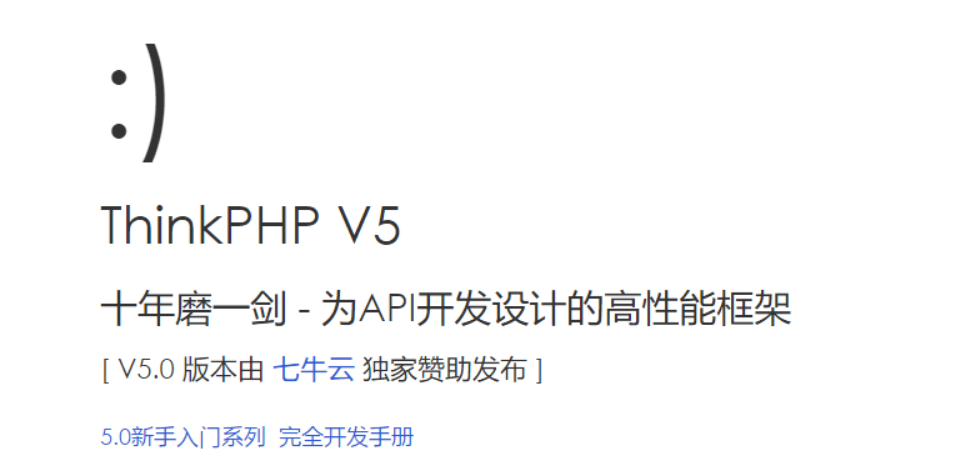 :)
ThinkPHP V5
十年磨一剑 - 为API开发设计的高性能框架
[ V5.0 版本由 七牛云 独家赞助发布 ]
5.0新手入门系列 完全开发手册